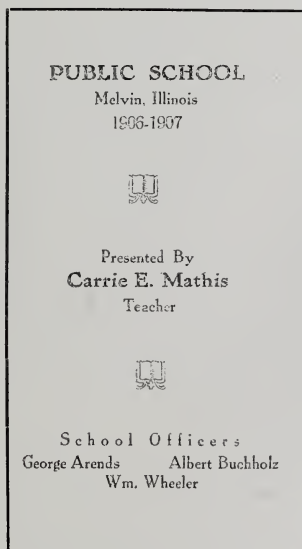 PUBLIC SCHOOL
Melvin, Illinois
1906-1907
Presented By
Carrie E. Mathis
Teacher
School Officers
George Arends Albert Buchholz
Wm. Wheeler